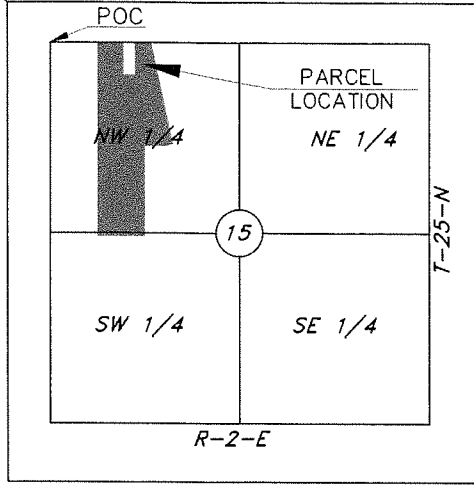 POC
PARCEL
LOCATION
NW 1/4
NE 1/4
15
T-25-N
SW 1/4
SE 1/4
R-2-E